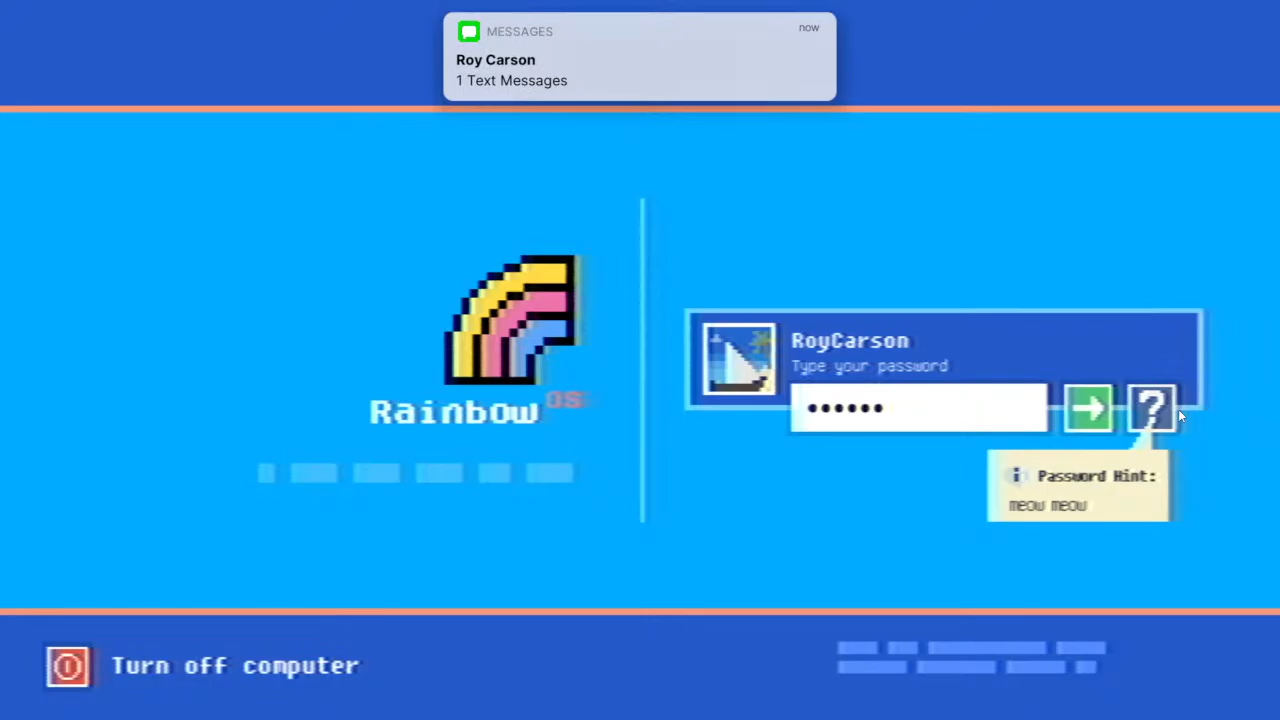 MESSAGES
now
Roy Carson
1 Text Messages
RoyCarson
Type your password
Rainbow OS
Password Hint:
meow meow
Turn off computer